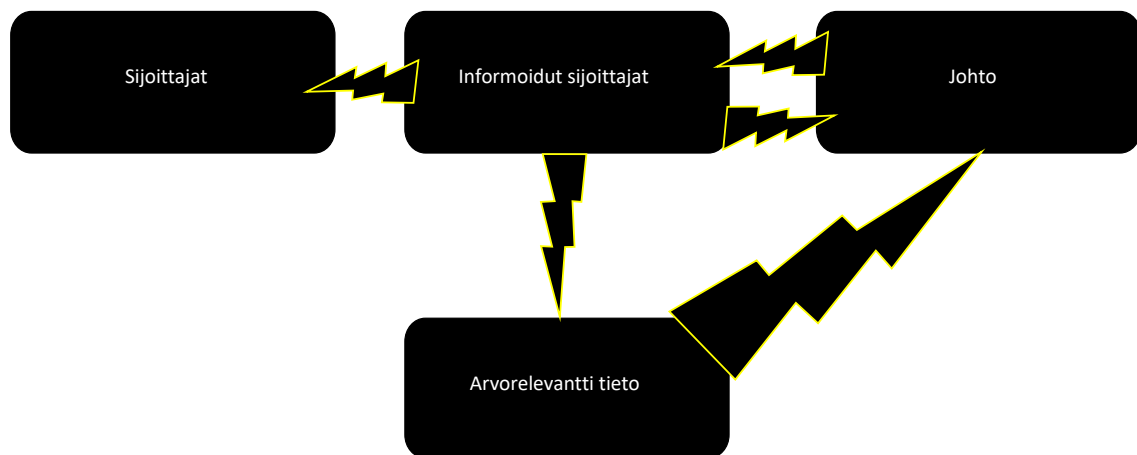 Sijoittajat
Informoidut sijoittajat
Johto
Arvorelevantti tieto